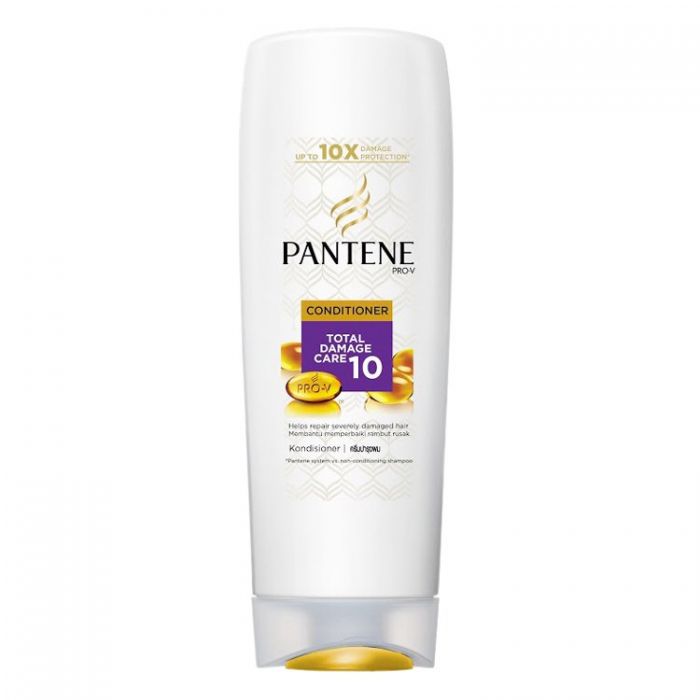 UP TO 10X DAMAGE PROTECTION*
PANTENE
PRO-V
CONDITIONER
TOTAL
DAMAGE
CARE 10
PRO-V
Helps repair severely damaged hair
Membantu memperbaiki rambut rusak
Kondisioner | ครีมนวดผม
*Pantene system vs. non-conditioning shampoo